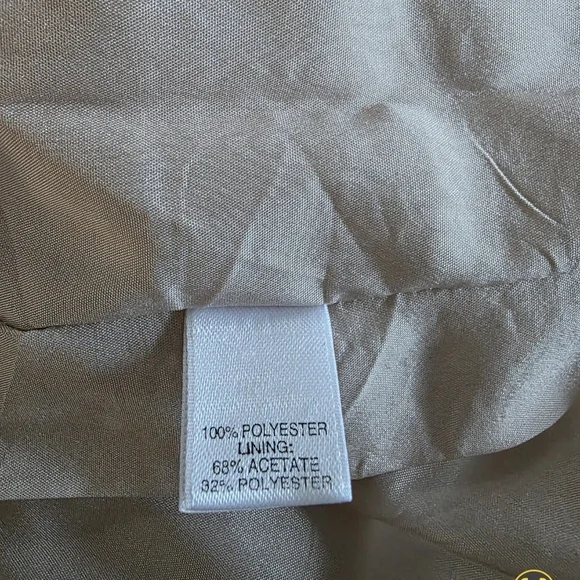 100% POLYESTER
LINING:
68% ACETATE
32% POLYESTER